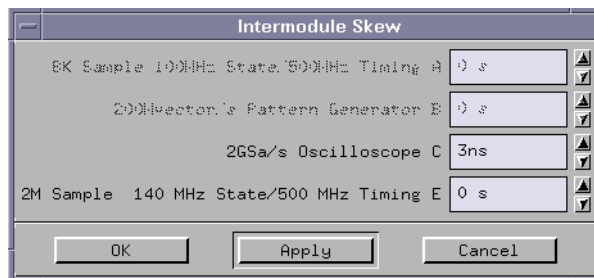 Intermodule Skew
8K Sample 100MHz State/500MHz Timing A 0 s
200Mvector/s Pattern Generator B 0 s
2GSa/s Oscilloscope C 3ns
2M Sample 140 MHz State/500 MHz Timing E 0 s
OK Apply Cancel